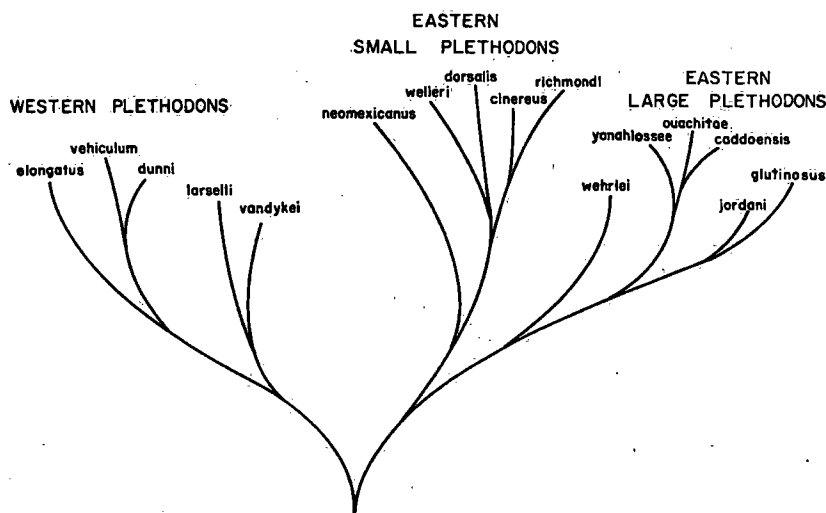 EASTERN
SMALL PLETHODONS
WESTERN PLETHODONS
EASTERN
LARGE PLETHODONS
elongatus
vehiculum
dunni
larselli
vandykei
neomexicanus
welleri
dorsalis
cinereus
richmondi
wehrlei
yonahlossee
ouachitae
caddoensis
jordani
glutinosus